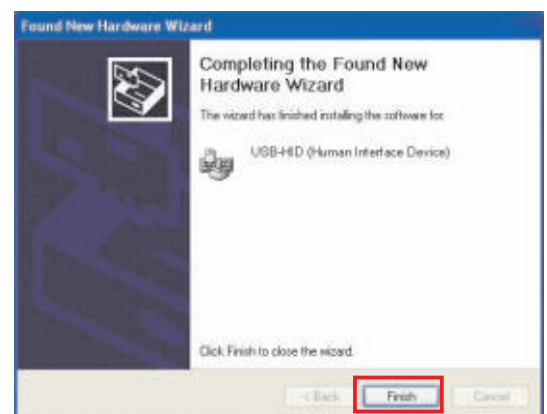 Found New Hardware Wizard
Completing the Found New
Hardware Wizard
The wizard has finished installing the software for:
USB-HID (Human Interface Device)
Click Finish to close the wizard.
< Back
Finish
Cancel